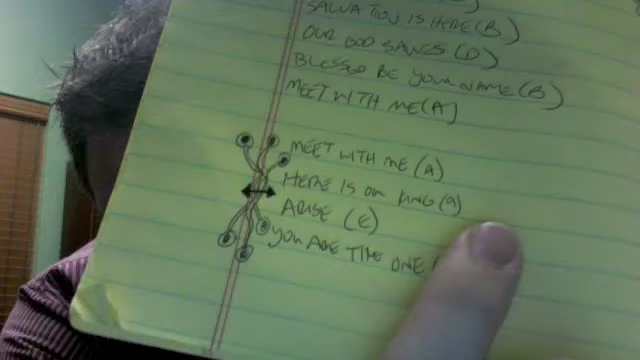 SALVATION IS HERE (B)
OUR GOD SAVES (D)
BLESSED BE YOUR NAME (B)
MEET WITH ME (A)
MEET WITH ME (A)
HERE IS OUR KING (G)
ARISE (E)
YOU ARE THE ONE